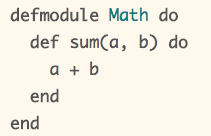 defmodule Math do
  def sum(a, b) do
    a + b
  end
end